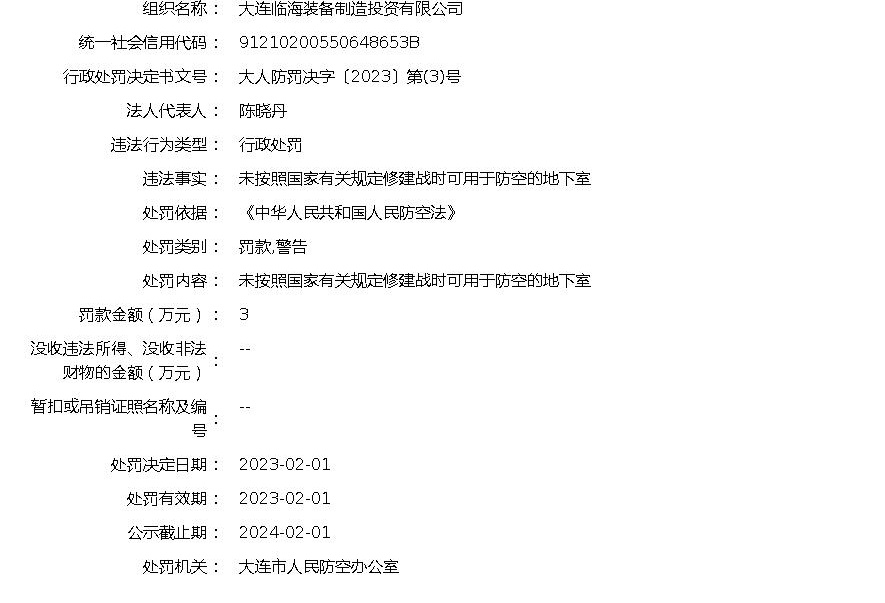 组织名称： 大连临海装备制造投资有限公司
统一社会信用代码： 91210200550648653B
行政处罚决定书文号： 大人防罚决字〔2023〕第(3)号
法人代表人： 陈晓丹
违法行为类型： 行政处罚
违法事实： 未按照国家有关规定修建战时可用于防空的地下室
处罚依据： 《中华人民共和国人民防空法》
处罚类别： 罚款,警告
处罚内容： 未按照国家有关规定修建战时可用于防空的地下室
罚款金额（万元）： 3
没收违法所得、没收非法
财物的金额（万元）： --
暂扣或吊销证照名称及编
号： --
处罚决定日期： 2023-02-01
处罚有效期： 2023-02-01
公示截止期： 2024-02-01
处罚机关： 大连市人民防空办公室